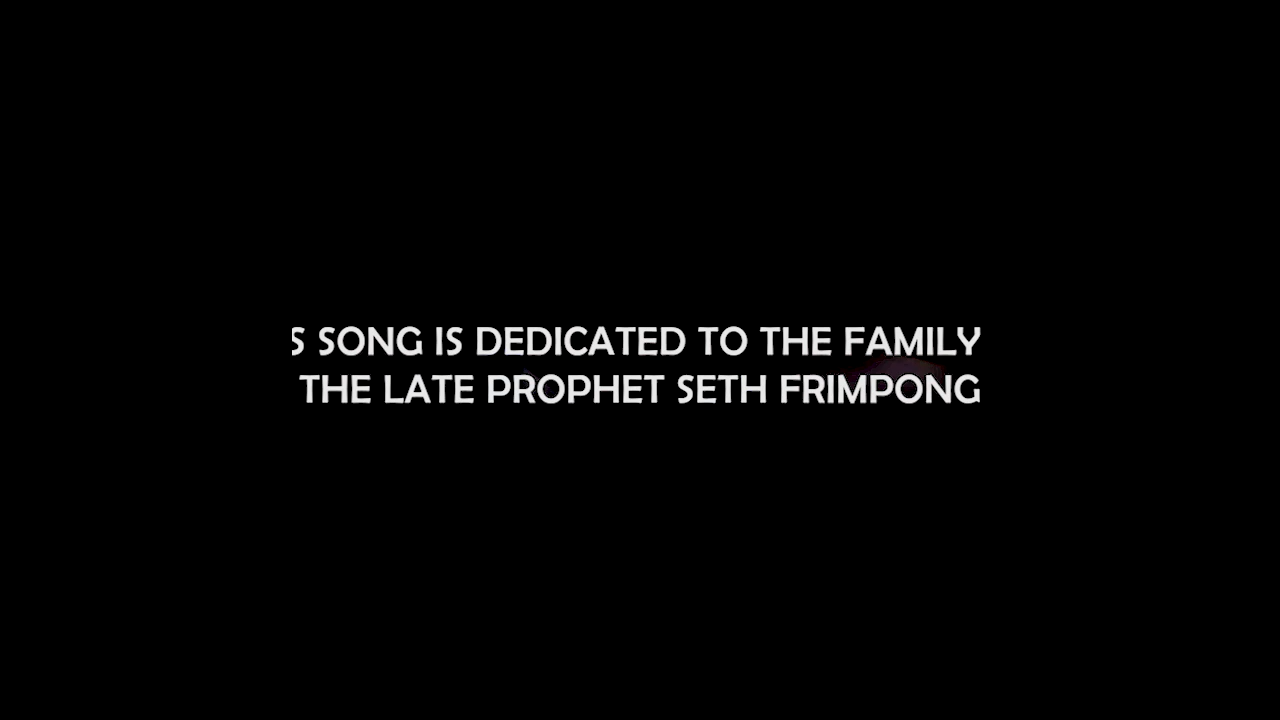 S SONG IS DEDICATED TO THE FAMILY
THE LATE PROPHET SETH FRIMPONG